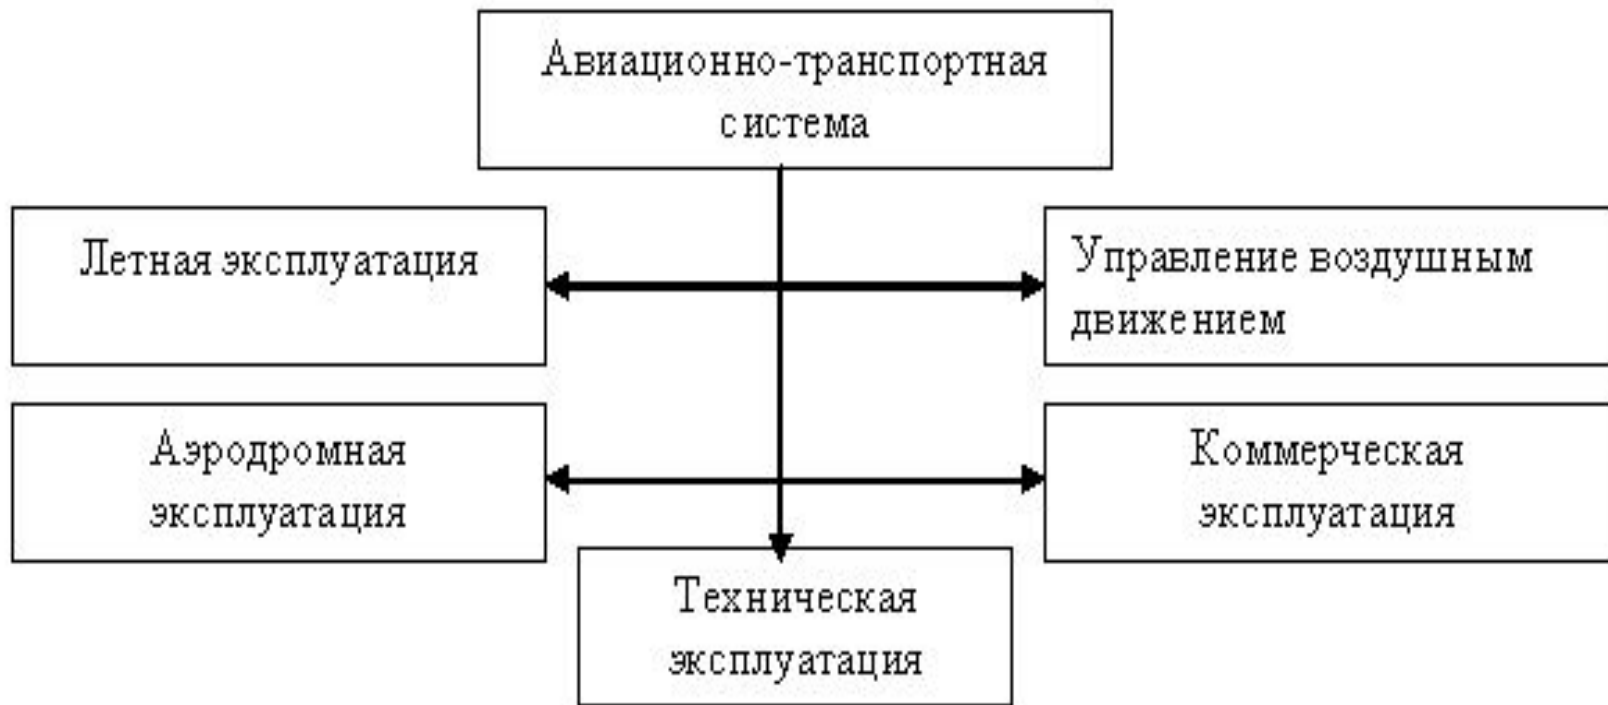 Авиационно-транспортная
система
Летная эксплуатация
Управление воздушным
движением
Аэродромная
эксплуатация
Коммерческая
эксплуатация
Техническая
эксплуатация